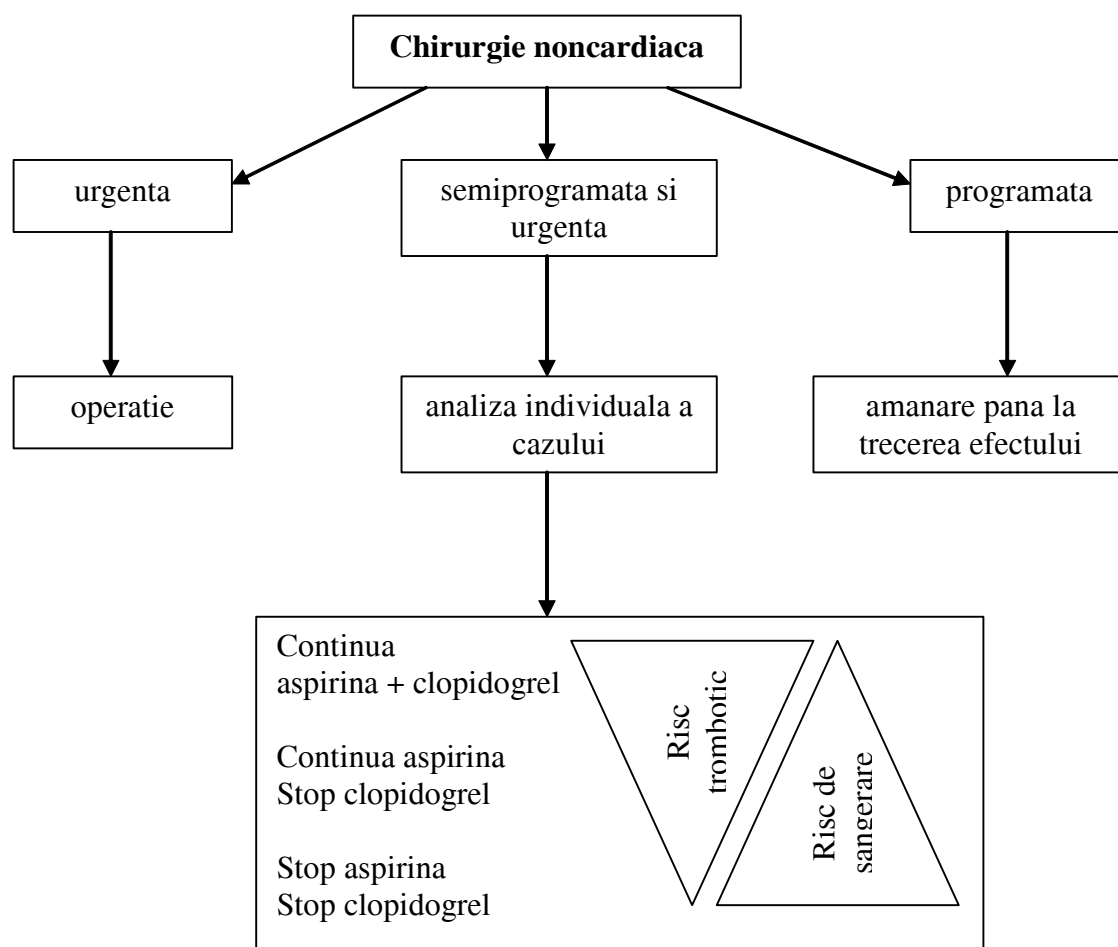 Chirurgie noncardiaca
urgenta
semiprogramata si
urgenta
programata
operatie
analiza individuala a
cazului
amanare pana la
trecerea efectului
Continua
aspirina + clopidogrel
Continua aspirina
Stop clopidogrel
Stop aspirina
Stop clopidogrel
Risc
trombotic
Risc de
sangerare